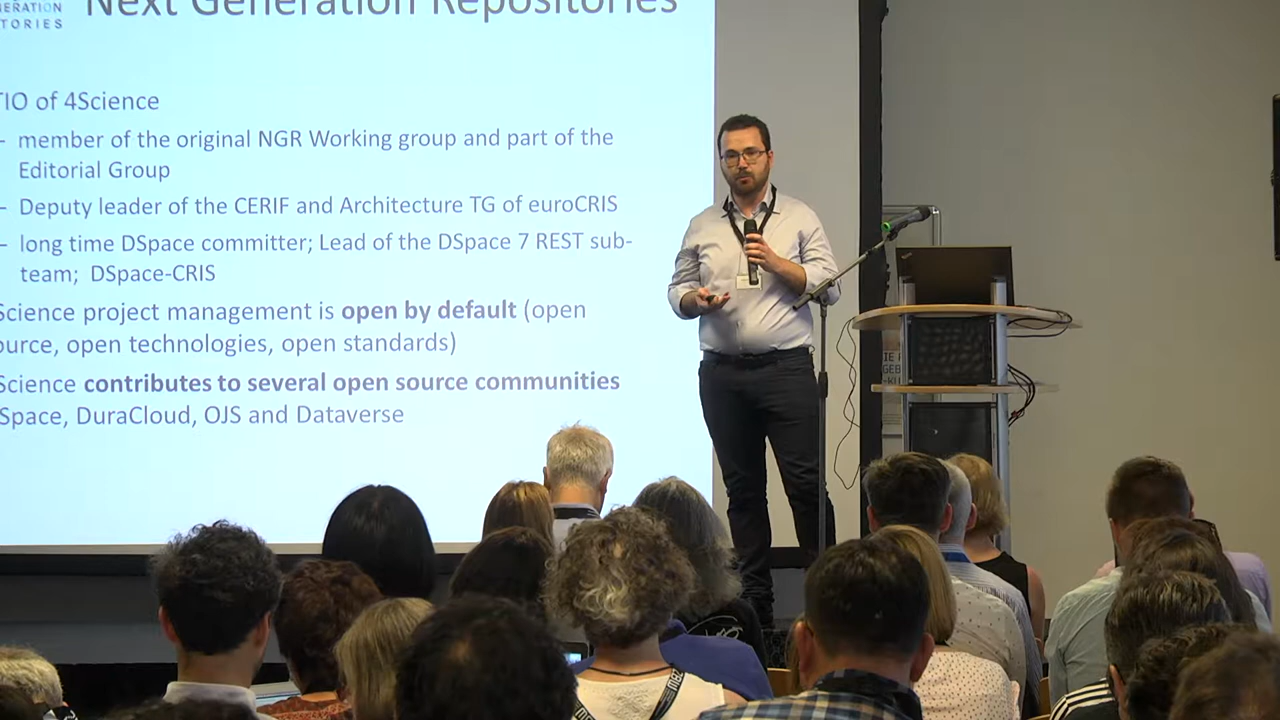 Next Generation Repositories
ERATION
TORIES
TIO of 4Science
– member of the original NGR Working group and part of the
Editorial Group
– Deputy leader of the CERIF and Architecture TG of euroCRIS
– long time DSpace committer; Lead of the DSpace 7 REST sub-
team; DSpace-CRIS
Science project management is open by default (open
ource, open technologies, open standards)
Science contributes to several open source communities
Space, DuraCloud, OJS and Dataverse
IE
GEB